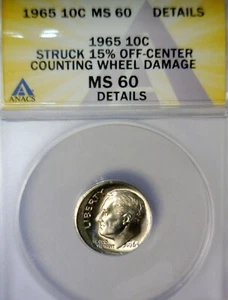 1965 10C MS 60 DETAILS
1965 10C
STRUCK 15% OFF-CENTER
COUNTING WHEEL DAMAGE
MS 60
DETAILS
ANACS
LIBERTY